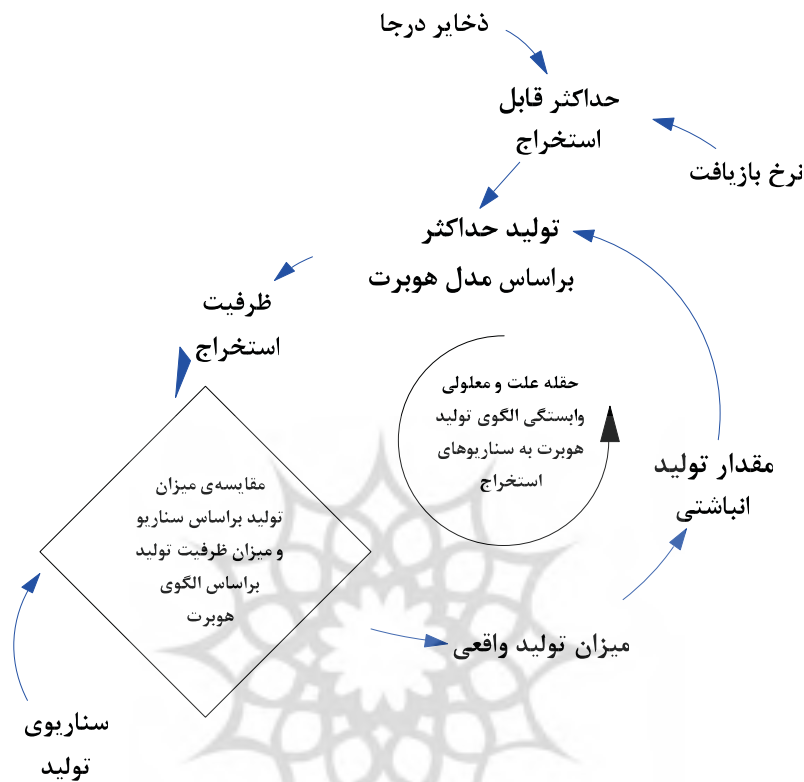 ذخایر درجا
حداکثر قابل
استخراج
نرخ بازیافت
تولید حداکثر
براساس مدل هوبرت
ظرفیت
استخراج
حقله علت و معلولی
وابستگی الگوی تولید
هوبرت به سناریوهای
استخراج
مقدار تولید
انباشتی
مقایسه‌ی میزان
تولید براساس سناریو
و میزان ظرفیت تولید
براساس الگوی
هوبرت
میزان تولید واقعی
سناریوی
تولید